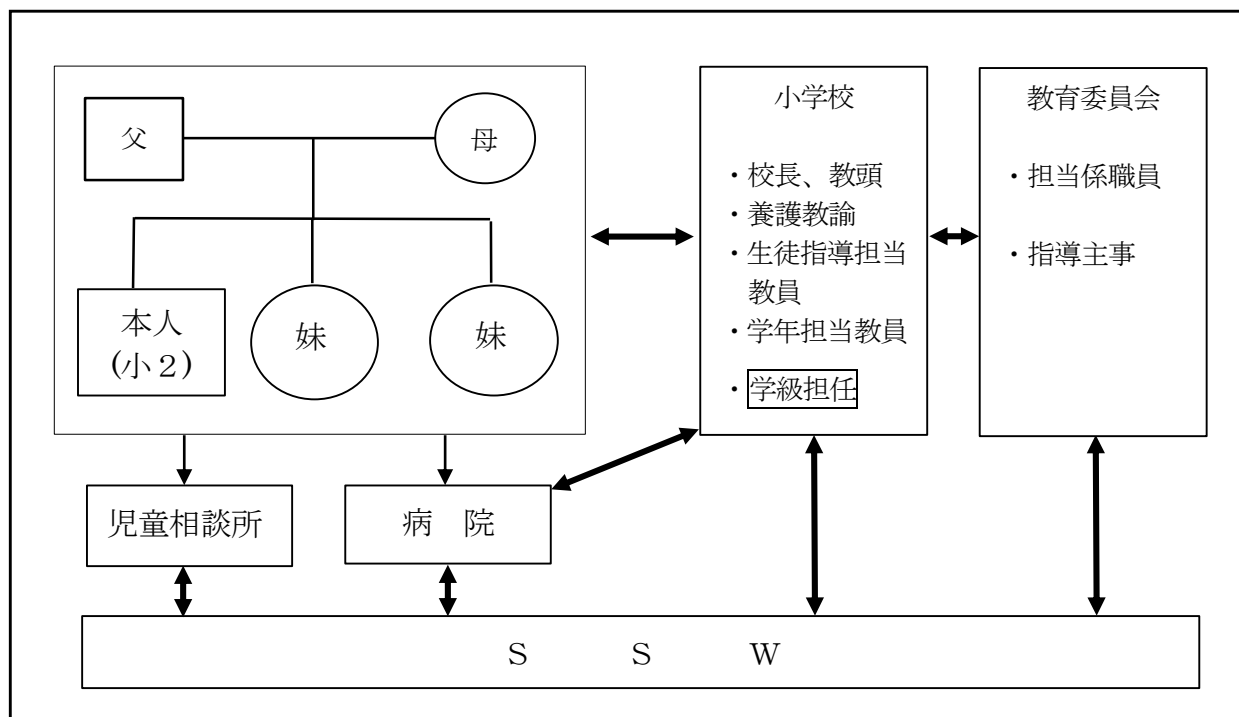 父
母
本人
(小２)
妹
妹
小学校
・校長、教頭
・養護教諭
・生徒指導担当
教員
・学年担当教員
・学級担任
教育委員会
・担当係職員
・指導主事
児童相談所
病　院
Ｓ　Ｓ　Ｗ